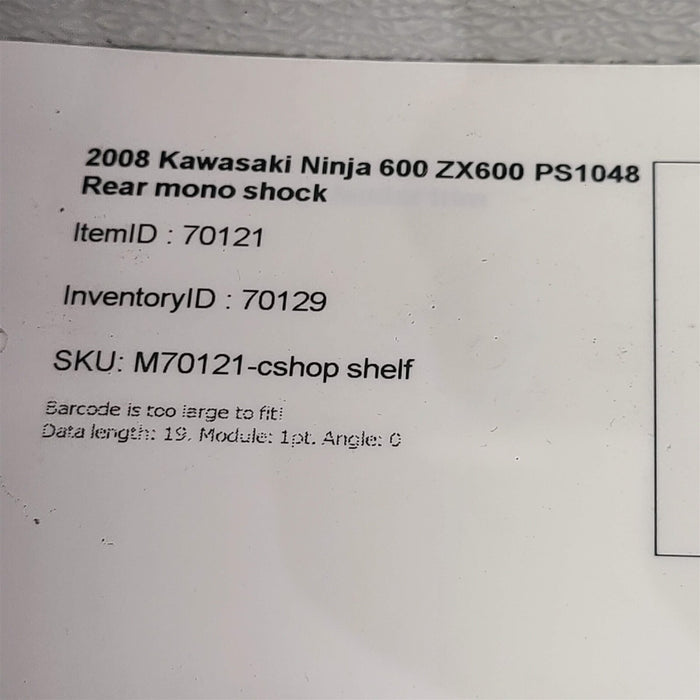 2008 Kawasaki Ninja 600 ZX600 PS1048
Rear mono shock
ItemID : 70121
InventoryID : 70129
SKU: M70121-cshop shelf
Barcode is too large to fit!
Data length: 19, Module: 1pt. Angle: 0